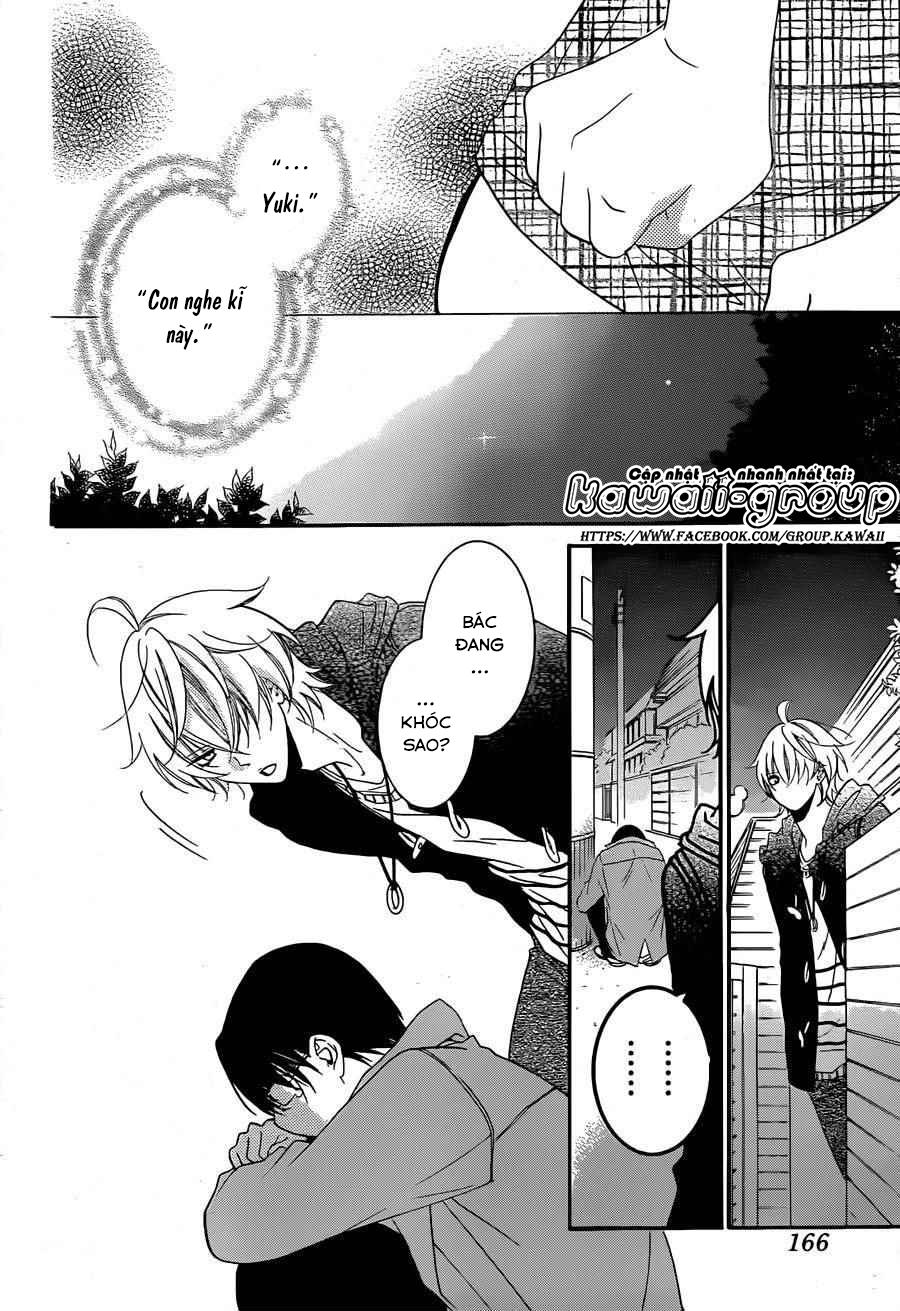 “...
Yuki.”
“Con nghe kĩ
này.”
Cập nhật nhanh nhất tại:
kawaii-group
HTTPS://WWW.FACEBOOK.COM/GROUP.KAWAII
......
......
BÁC
ĐANG
...
...
KHÓC
SAO?
166